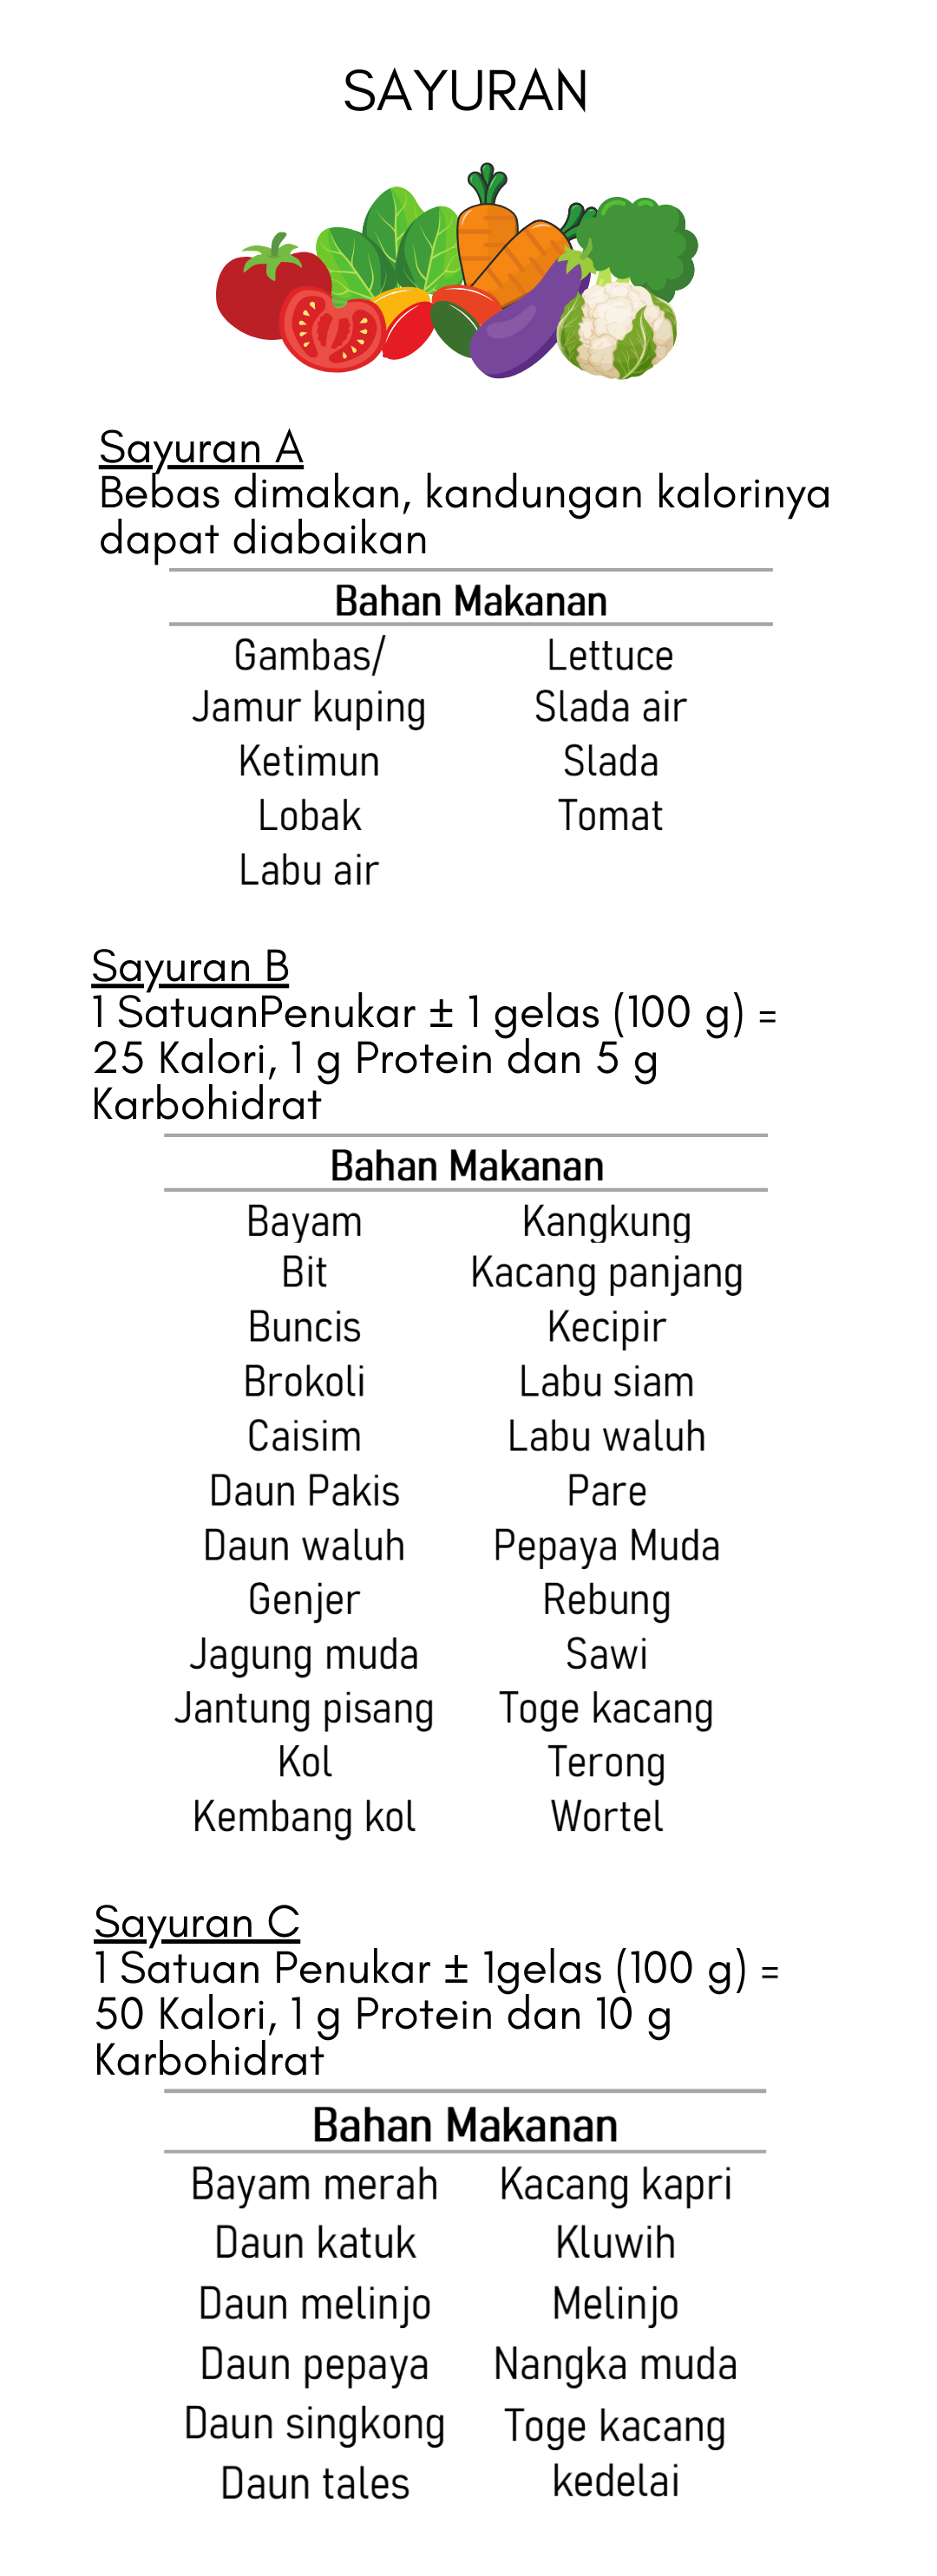 SAYURAN
Sayuran A
Bebas dimakan, kandungan kalorinya
dapat diabaikan
Bahan Makanan
Gambas/ Lettuce
Jamur kuping Slada air
Ketimun Slada
Lobak Tomat
Labu air
Sayuran B
1 SatuanPenukar ± 1 gelas (100 g) =
25 Kalori, 1 g Protein dan 5 g
Karbohidrat
Bahan Makanan
Bayam Kangkung
Bit Kacang panjang
Buncis Kecipir
Brokoli Labu siam
Caisim Labu waluh
Daun Pakis Pare
Daun waluh Pepaya Muda
Genjer Rebung
Jagung muda Sawi
Jantung pisang Toge kacang
Kol Terong
Kembang kol Wortel
Sayuran C
1 Satuan Penukar ± 1gelas (100 g) =
50 Kalori, 1 g Protein dan 10 g
Karbohidrat
Bahan Makanan
Bayam merah Kacang kapri
Daun katuk Kluwih
Daun melinjo Melinjo
Daun pepaya Nangka muda
Daun singkong Toge kacang
Daun tales kedelai